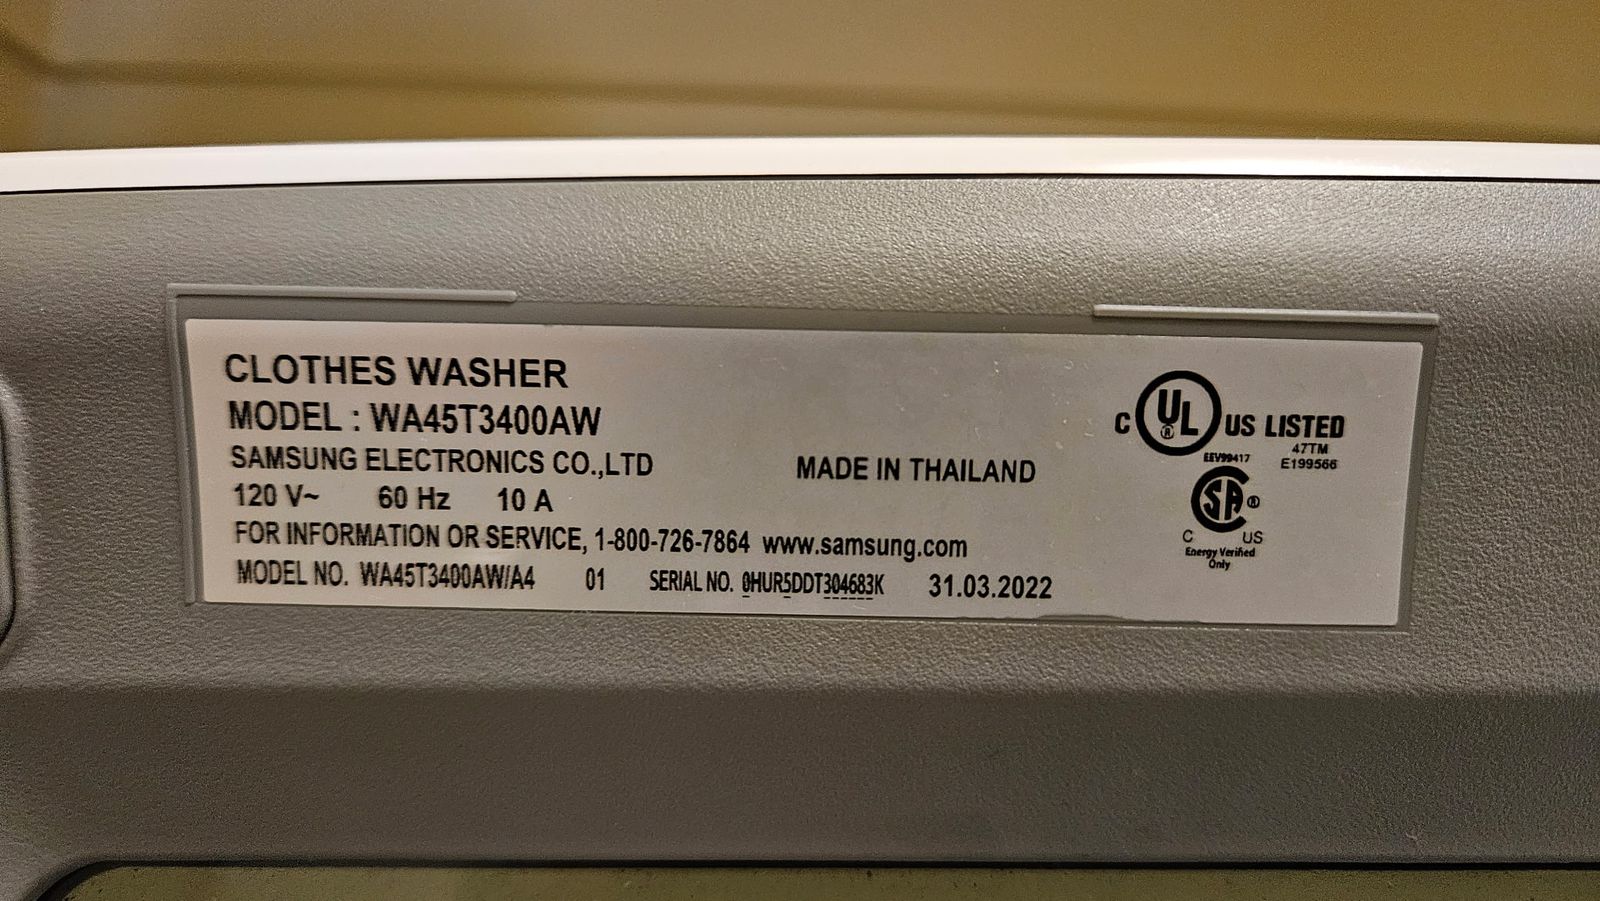 CLOTHES WASHER
MODEL : WA45T3400AW
SAMSUNG ELECTRONICS CO.,LTD
MADE IN THAILAND
120 V~ 60 Hz 10 A
FOR INFORMATION OR SERVICE, 1-800-726-7864 www.samsung.com
MODEL NO. WA45T3400AW/A4 01 SERIAL NO. 0HUR5DDT304683K 31.03.2022
C UL ® US LISTED
47TM
E199566
EEV99417
SA ®
C US
Energy Verified
Only